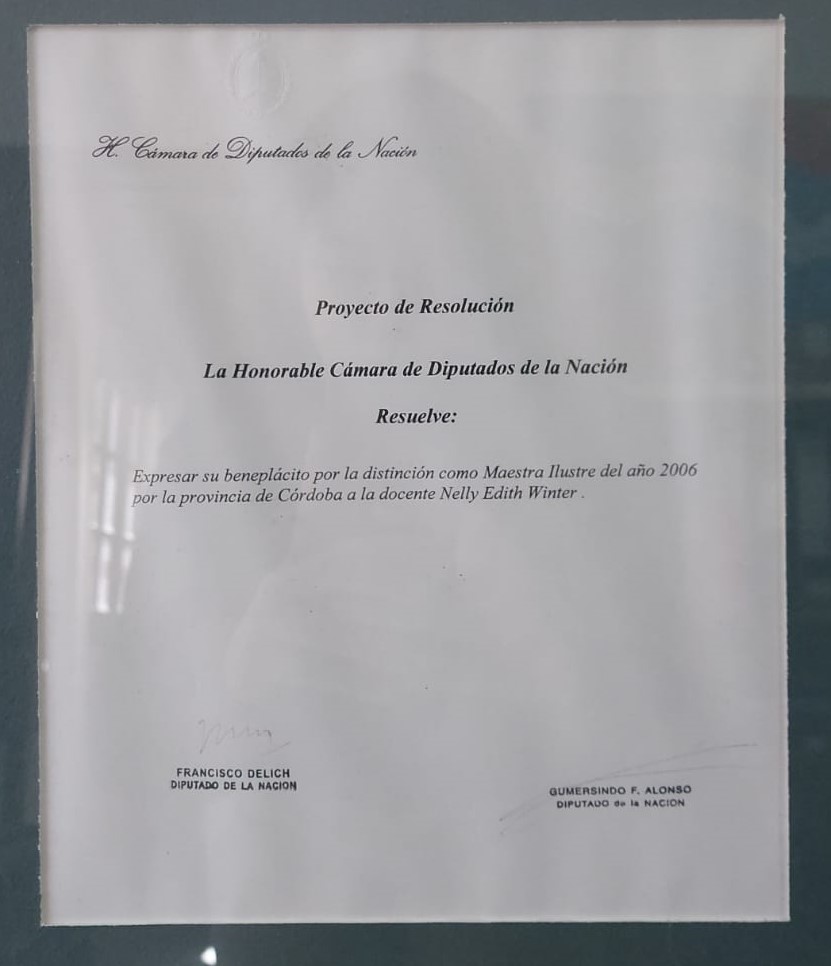 H. Cámara de Diputados de la Nación
Proyecto de Resolución
La Honorable Cámara de Diputados de la Nación
Resuelve:
Expresar su beneplácito por la distinción como Maestra Ilustre del año 2006
por la provincia de Córdoba a la docente Nelly Edith Winter .
FRANCISCO DELICH
DIPUTADO DE LA NACION
GUMERSINDO F. ALONSO
DIPUTADO de la NACION